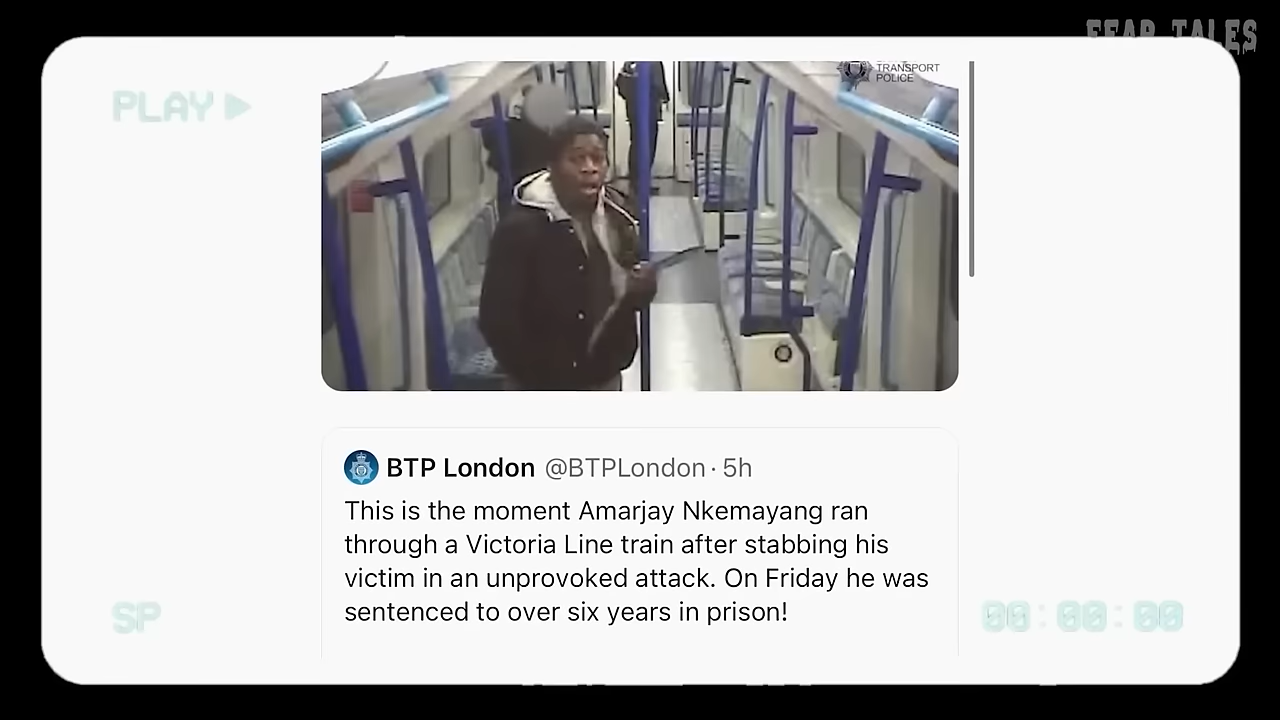 FEAR TALES
TRANSPORT
POLICE
PLAY
BTP London @BTPLondon · 5h
This is the moment Amarjay Nkemayang ran
through a Victoria Line train after stabbing his
victim in an unprovoked attack. On Friday he was
sentenced to over six years in prison!
SP
00:00:00